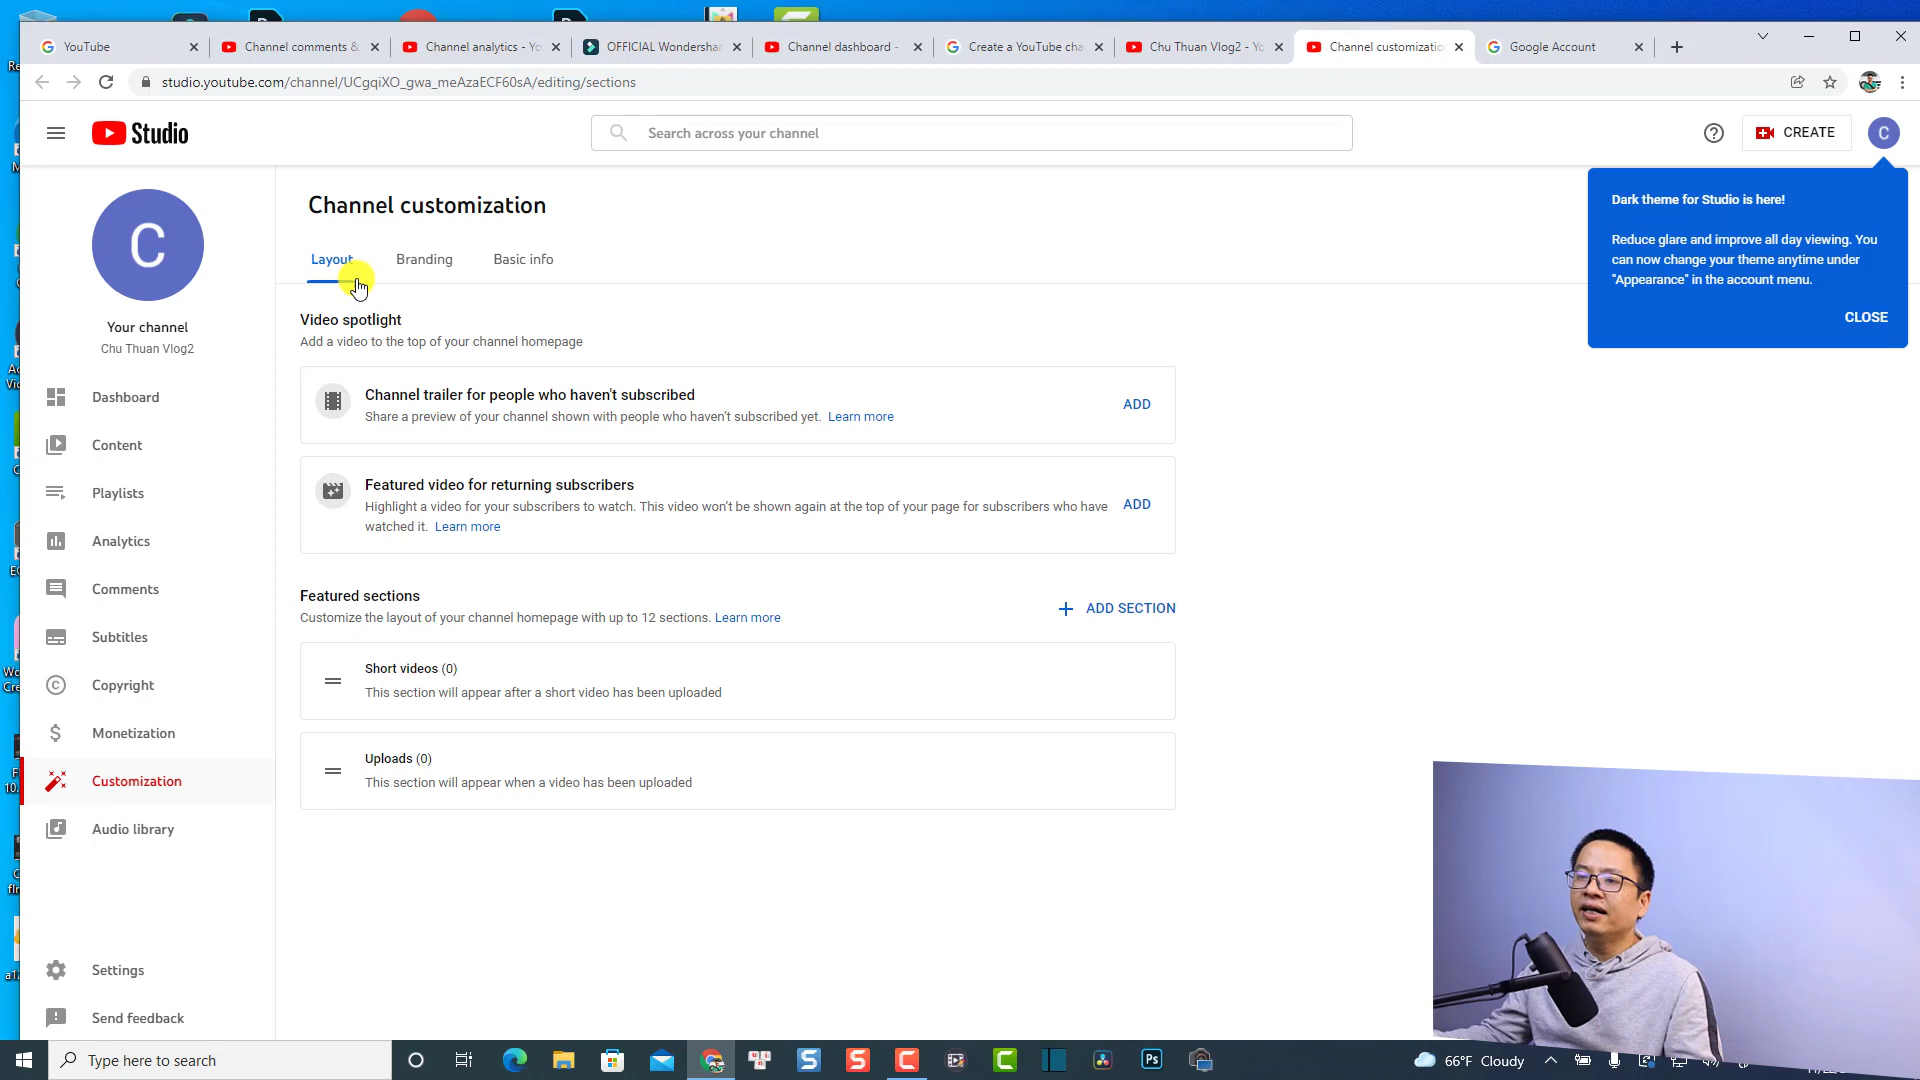 YouTube
Channel comments &
Channel analytics - Yo
OFFICIAL Wondershar
Channel dashboard -
Create a YouTube cha
Chu Thuan Vlog2 - Yo
Channel customizatio
Google Account
studio.youtube.com/channel/UCgqiXO_gwa_meAzaECF60sA/editing/sections
Studio
Search across your channel
CREATE
C
Dark theme for Studio is here!
Reduce glare and improve all day viewing. You
can now change your theme anytime under
"Appearance" in the account menu.
CLOSE
C
Your channel
Chu Thuan Vlog2
Dashboard
Content
Playlists
Analytics
Comments
Subtitles
Copyright
Monetization
Customization
Audio library
Settings
Send feedback
Channel customization
Layout
Branding
Basic info
Video spotlight
Add a video to the top of your channel homepage
Channel trailer for people who haven't subscribed
Share a preview of your channel shown with people who haven't subscribed yet. Learn more
ADD
Featured video for returning subscribers
Highlight a video for your subscribers to watch. This video won't be shown again at the top of your page for subscribers who have
watched it. Learn more
ADD
Featured sections
Customize the layout of your channel homepage with up to 12 sections. Learn more
ADD SECTION
Short videos (0)
This section will appear after a short video has been uploaded
Uploads (0)
This section will appear when a video has been uploaded
Type here to search
Ps
66°F Cloudy